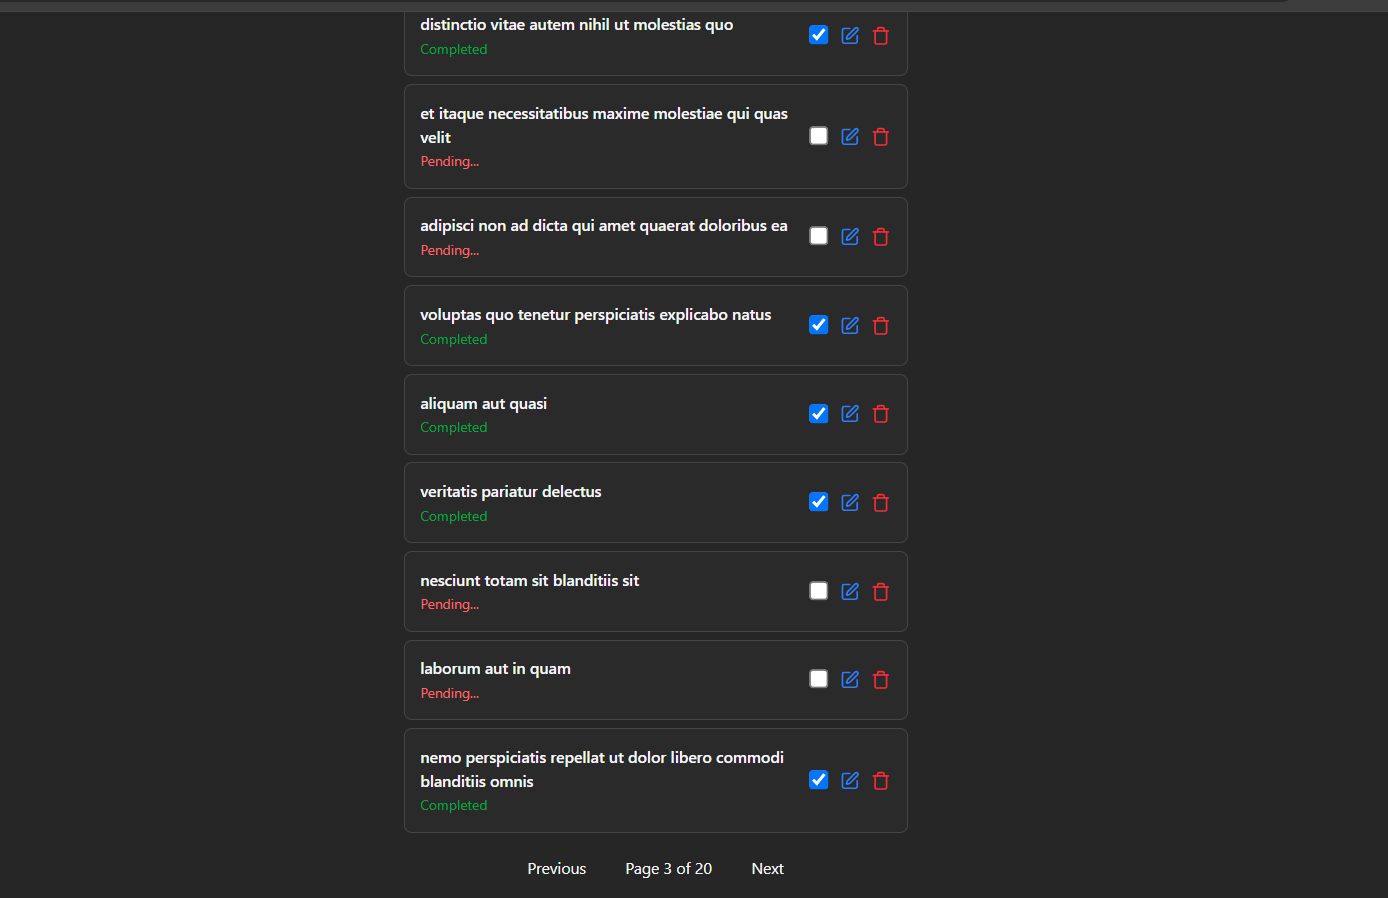 distinctio vitae autem nihil ut molestias quo
Completed
et itaque necessitatibus maxime molestiae qui quas
velit
Pending...
adipisci non ad dicta qui amet quaerat doloribus ea
Pending...
voluptas quo tenetur perspiciatis explicabo natus
Completed
aliquam aut quasi
Completed
veritatis pariatur delectus
Completed
nesciunt totam sit blanditiis sit
Pending...
laborum aut in quam
Pending...
nemo perspiciatis repellat ut dolor libero commodi
blanditiis omnis
Completed
Previous Page 3 of 20 Next